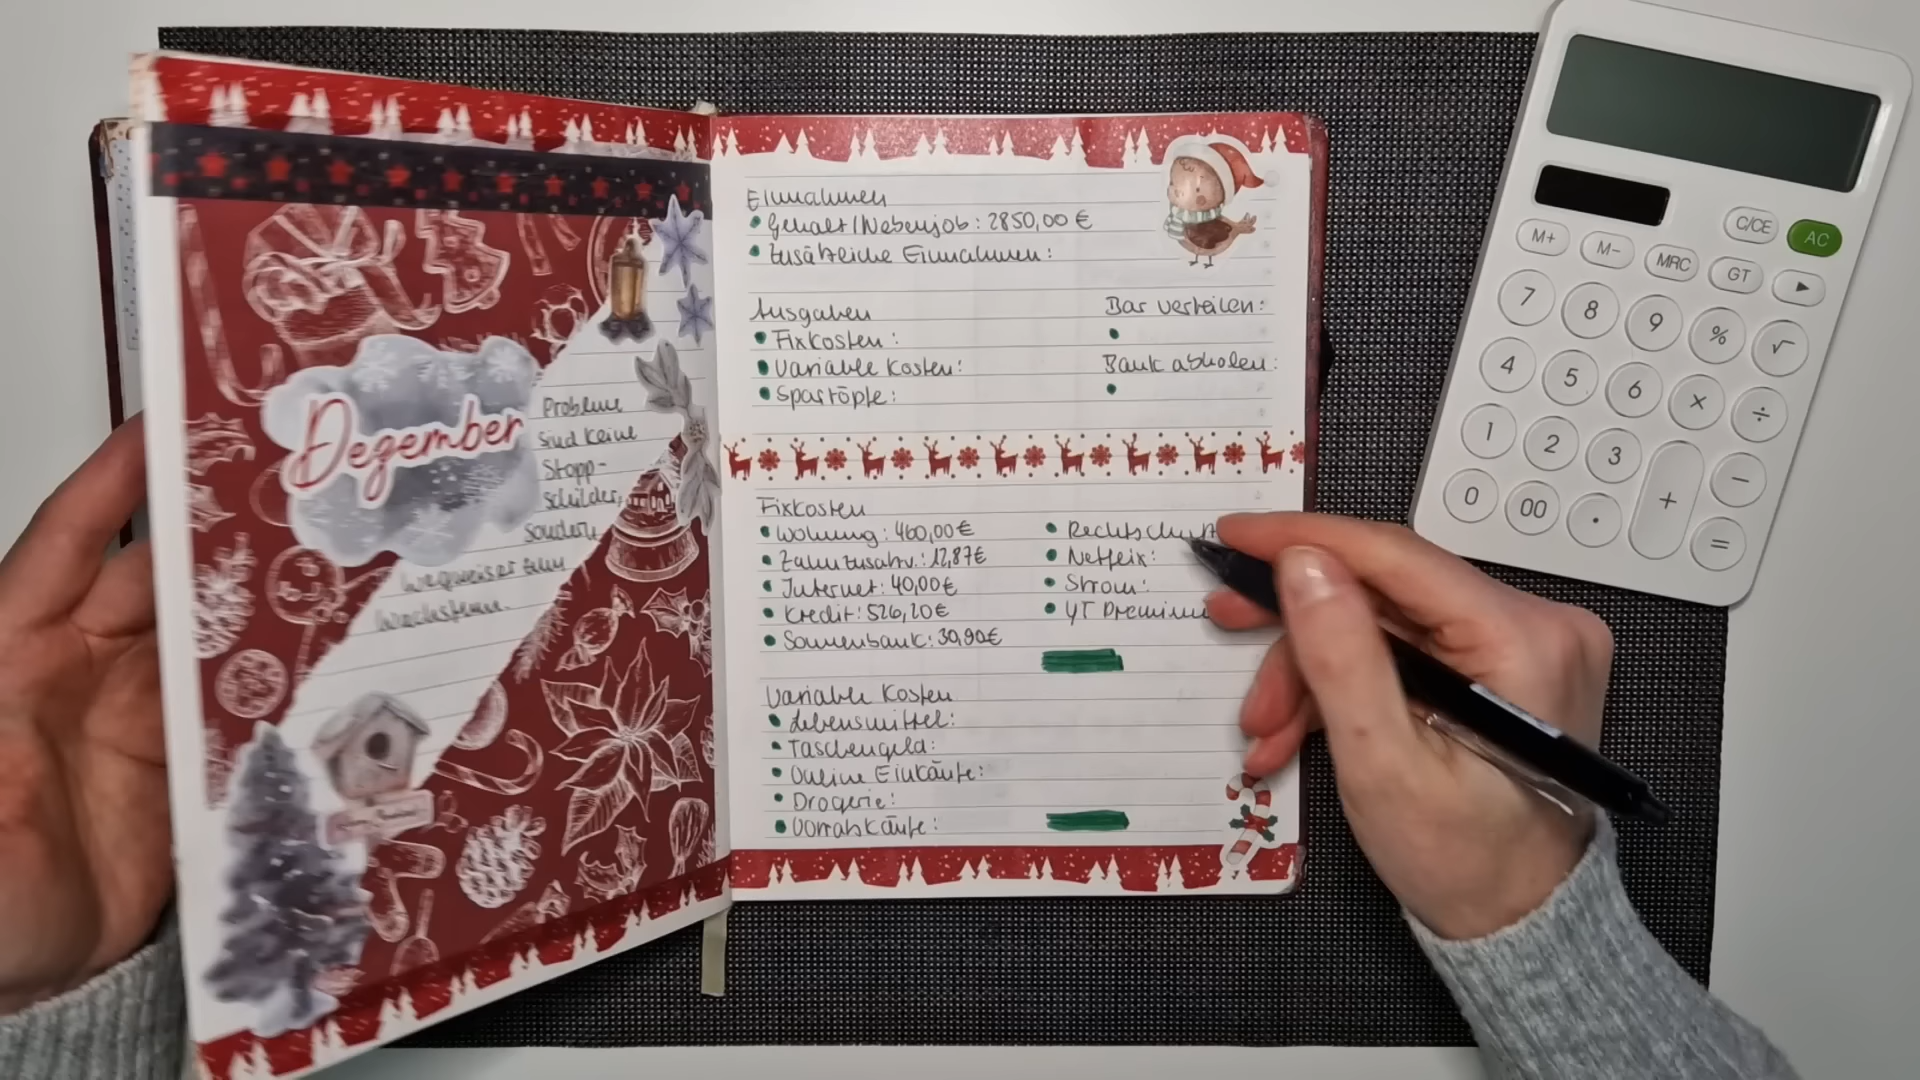 Dezember
Probleme
sind keine
Stopp-
schilder,
sondern
Wegweiser zum
Wachstum.
Einnahmen
Gehalt/Nebenjob: 2850,00 €
Zusätzliche Einnahmen:
Ausgaben
Fixkosten:
Variable Kosten:
Spartöpfe:
Bar verteilen:
Bank abholen:
Fixkosten
Wohnung: 460,00€
Zahnzusatzv.: 12,87€
Internet: 40,00€
Kredit: 526,20€
Sonnenbank: 39,90€
Netflix:
Strom:
YT Premium
Variable Kosten
Lebensmittel:
Taschengeld:
Online Einkäufe:
Drogerie:
Vorratskäufe:
C/CE
AC
M+
M−
MRC
GT
▶
7
8
9
%
√
4
5
6
×
÷
1
2
3
+
−
0
00
.
=